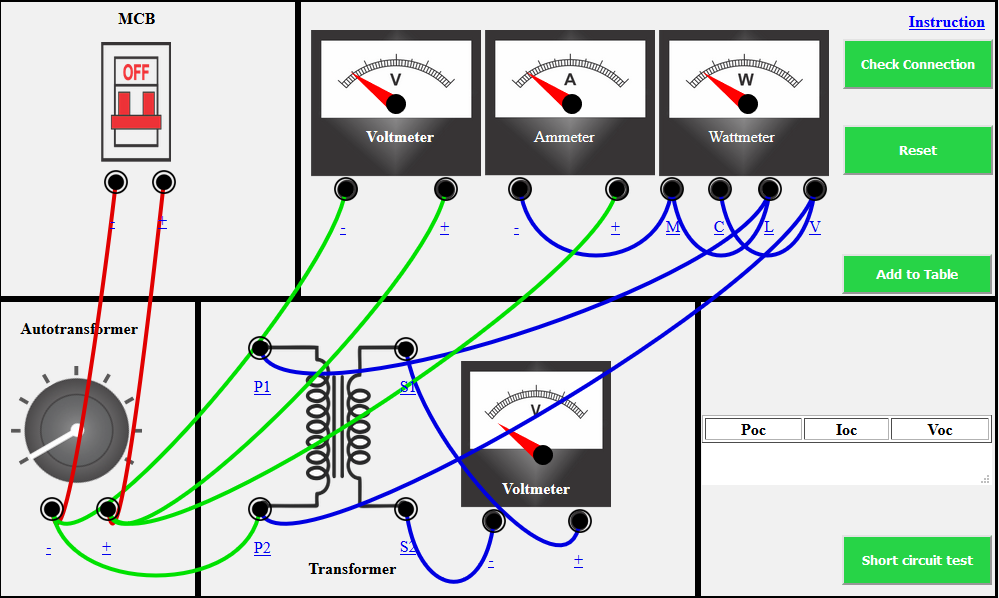 MCB
OFF
- +
V
Voltmeter
- +
A
Ammeter
- +
W
Wattmeter
M C L V
Instruction
Check Connection
Reset
Add to Table
Autotransformer
- +
P1
S1
P2
S2
Transformer
V
Voltmeter
- +
Poc Ioc Voc
Short circuit test